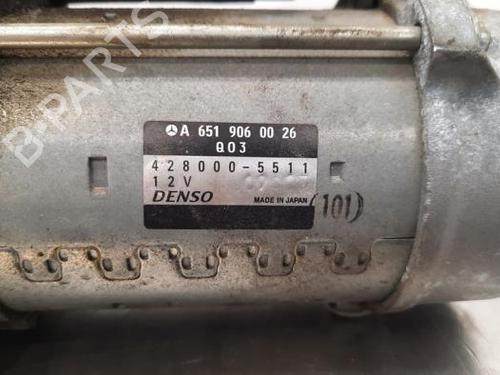 A 651 906 00 26
Q03
428000-5511
12V
DENSO MADE IN JAPAN (101)
B-PARTS